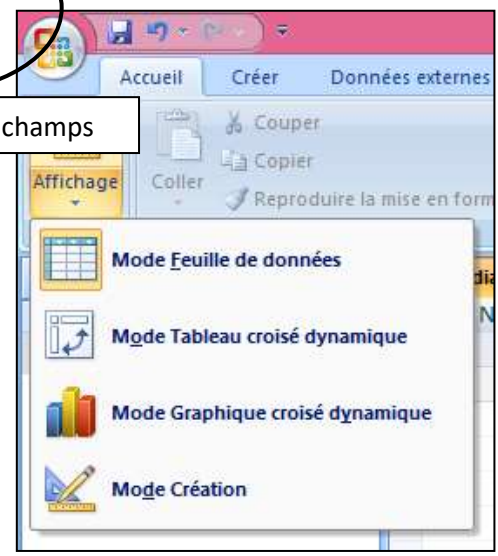 Accueil Créer Données externes
champs
Couper
Copier
Reproduire la mise en form
Affichage
Coller
Mode Feuille de données
Mode Tableau croisé dynamique
Mode Graphique croisé dynamique
Mode Création
dia
N